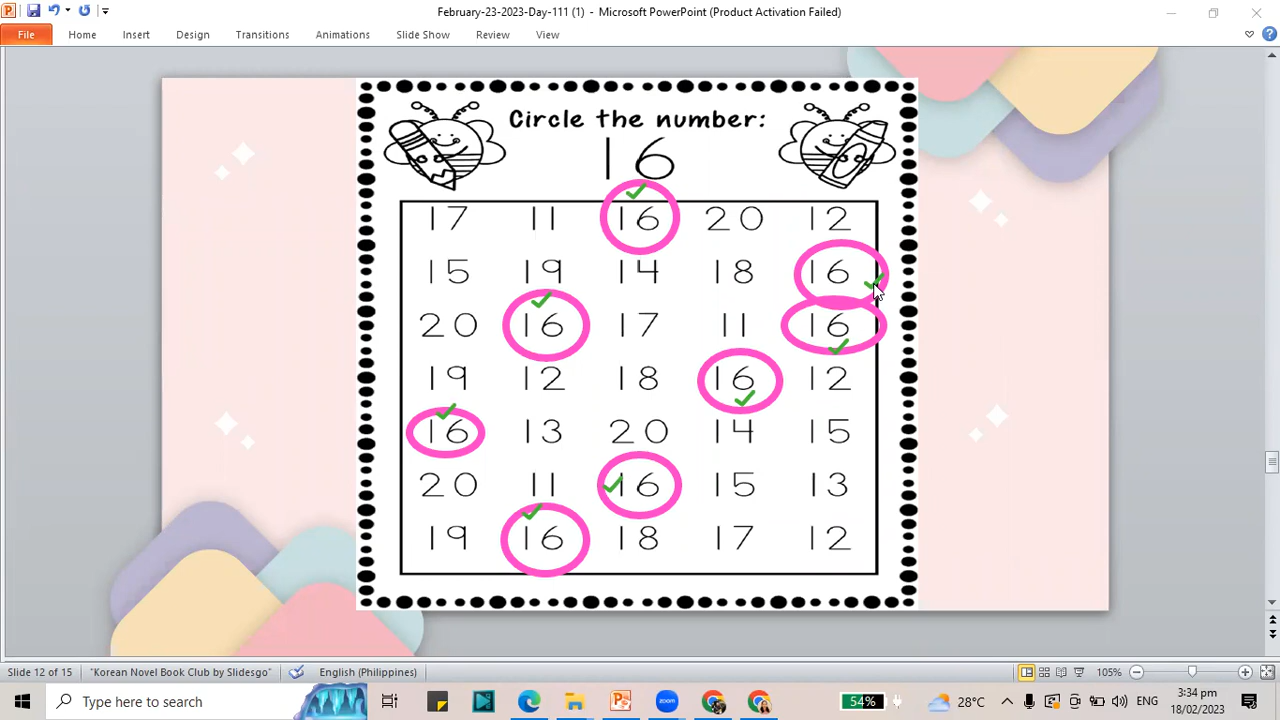 February-23-2023-Day-111 (1) - Microsoft PowerPoint (Product Activation Failed)
File Home Insert Design Transitions Animations Slide Show Review View
Circle the number:
16
17 11 16 20 12
15 19 14 18 16
20 16 17 11 16
19 12 18 16 12
16 13 20 14 15
20 11 16 15 13
19 16 18 17 12
Slide 12 of 15 "Korean Novel Book Club by Slidesgo" English (Philippines) 105%
Type here to search 54% 28°C ENG 3:34 pm
18/02/2023